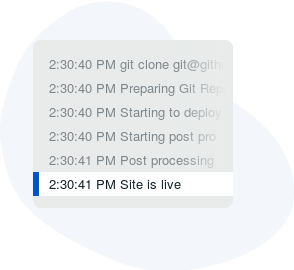 2:30:40 PM git clone git@gith
2:30:40 PM Preparing Git Rep
2:30:40 PM Starting to deploy
2:30:40 PM Starting post pro
2:30:41 PM Post processing
2:30:41 PM Site is live